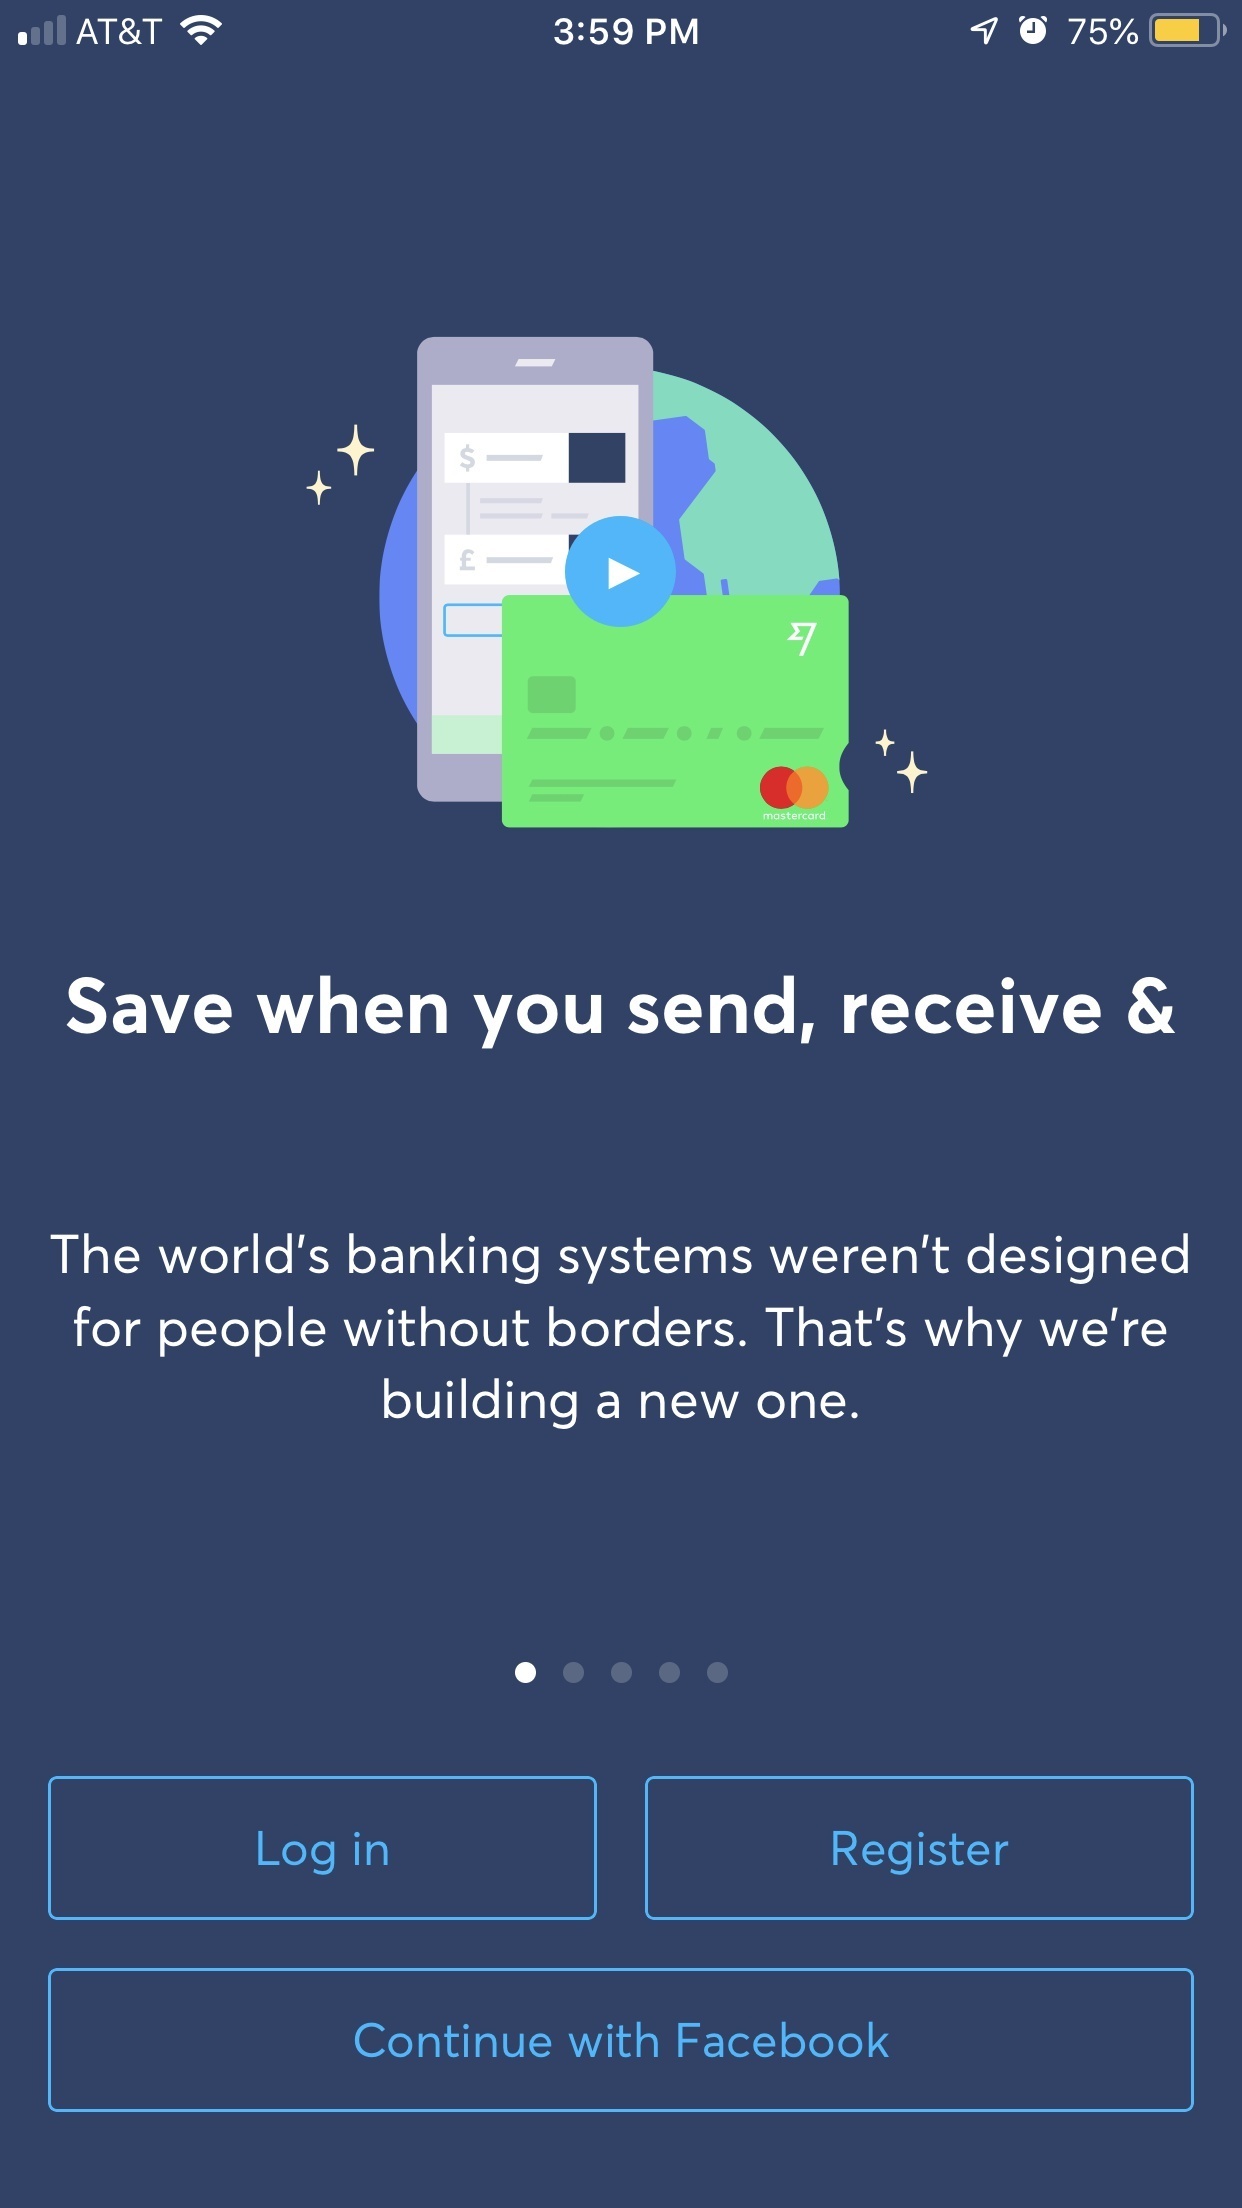 AT&T 3:59 PM 75%
$
£
mastercard
Save when you send, receive &
The world's banking systems weren't designed
for people without borders. That's why we're
building a new one.
Log in Register
Continue with Facebook